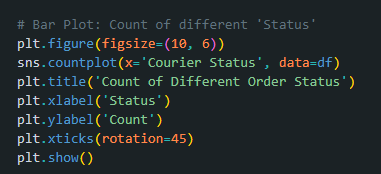 # Bar Plot: Count of different 'Status'
plt.figure(figsize=(10, 6))
sns.countplot(x='Courier Status', data=df)
plt.title('Count of Different Order Status')
plt.xlabel('Status')
plt.ylabel('Count')
plt.xticks(rotation=45)
plt.show()